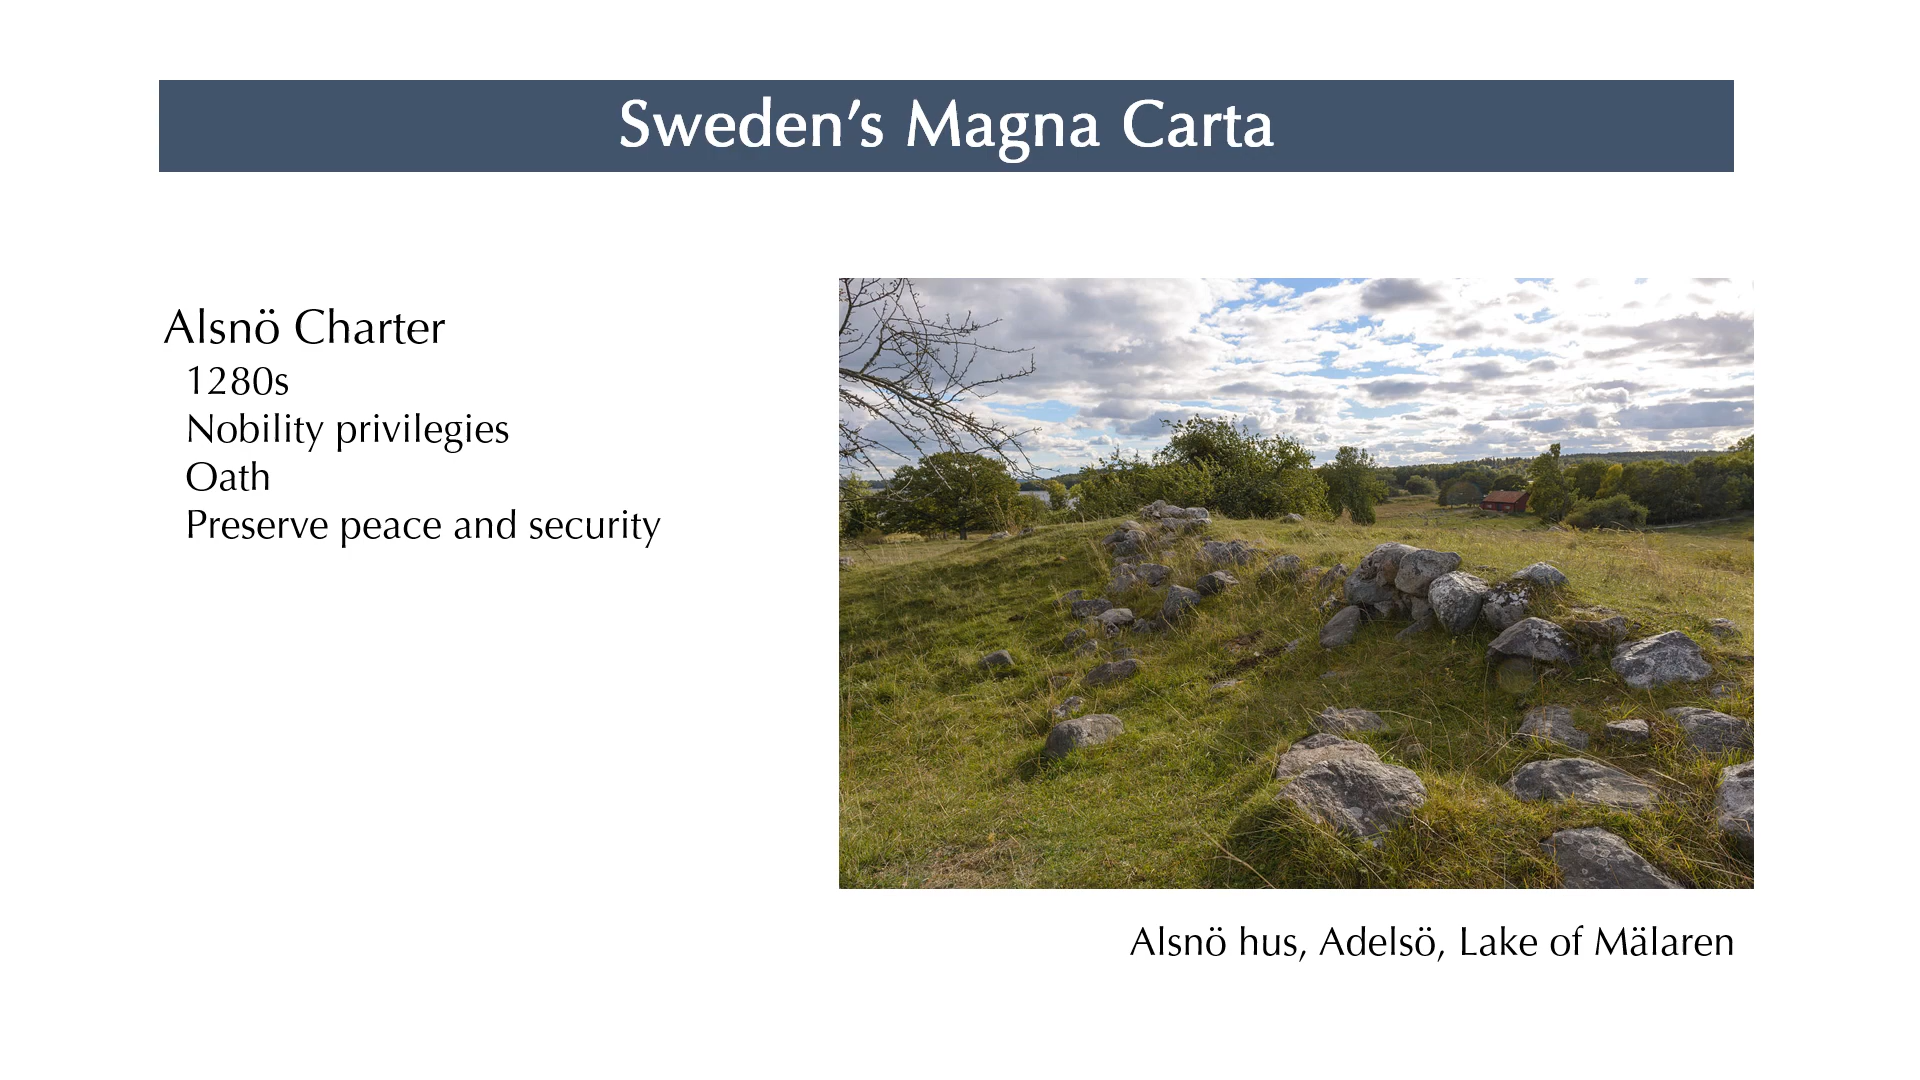 Sweden’s Magna Carta
Alsnö Charter
1280s
Nobility privilegies
Oath
Preserve peace and security
Alsnö hus, Adelsö, Lake of Mälaren